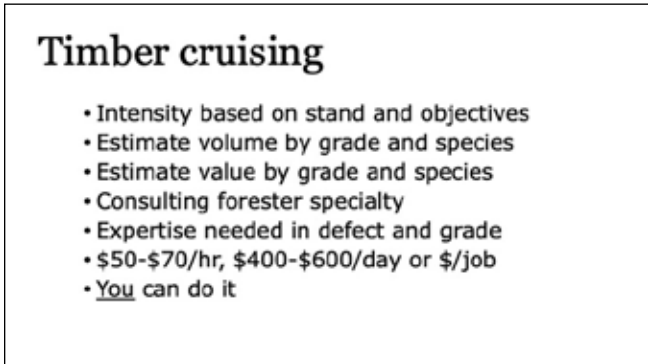 Timber cruising
• Intensity based on stand and objectives
• Estimate volume by grade and species
• Estimate value by grade and species
• Consulting forester specialty
• Expertise needed in defect and grade
• $50-$70/hr, $400-$600/day or $/job
• You can do it